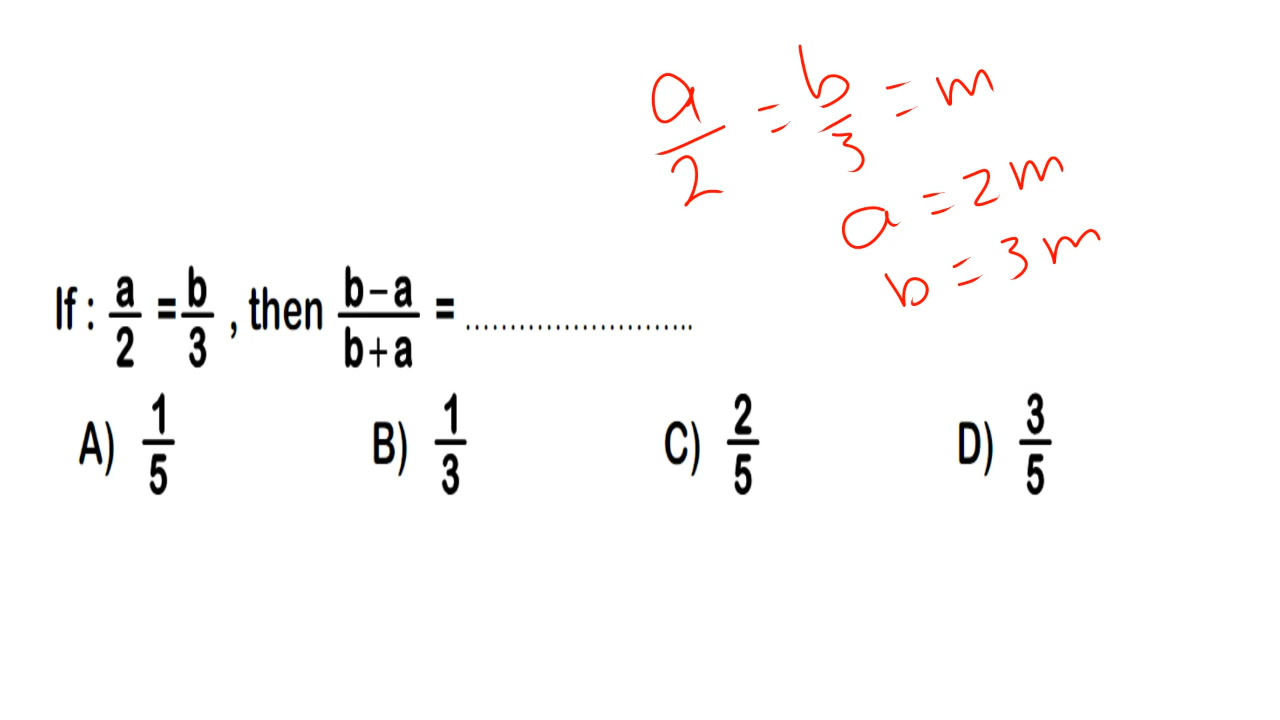 a/2 = b/3 = m
a = 2m
b = 3m
If : a/2 = b/3 , then b−a/b+a = ............................
A) 1/5 B) 1/3 C) 2/5 D) 3/5